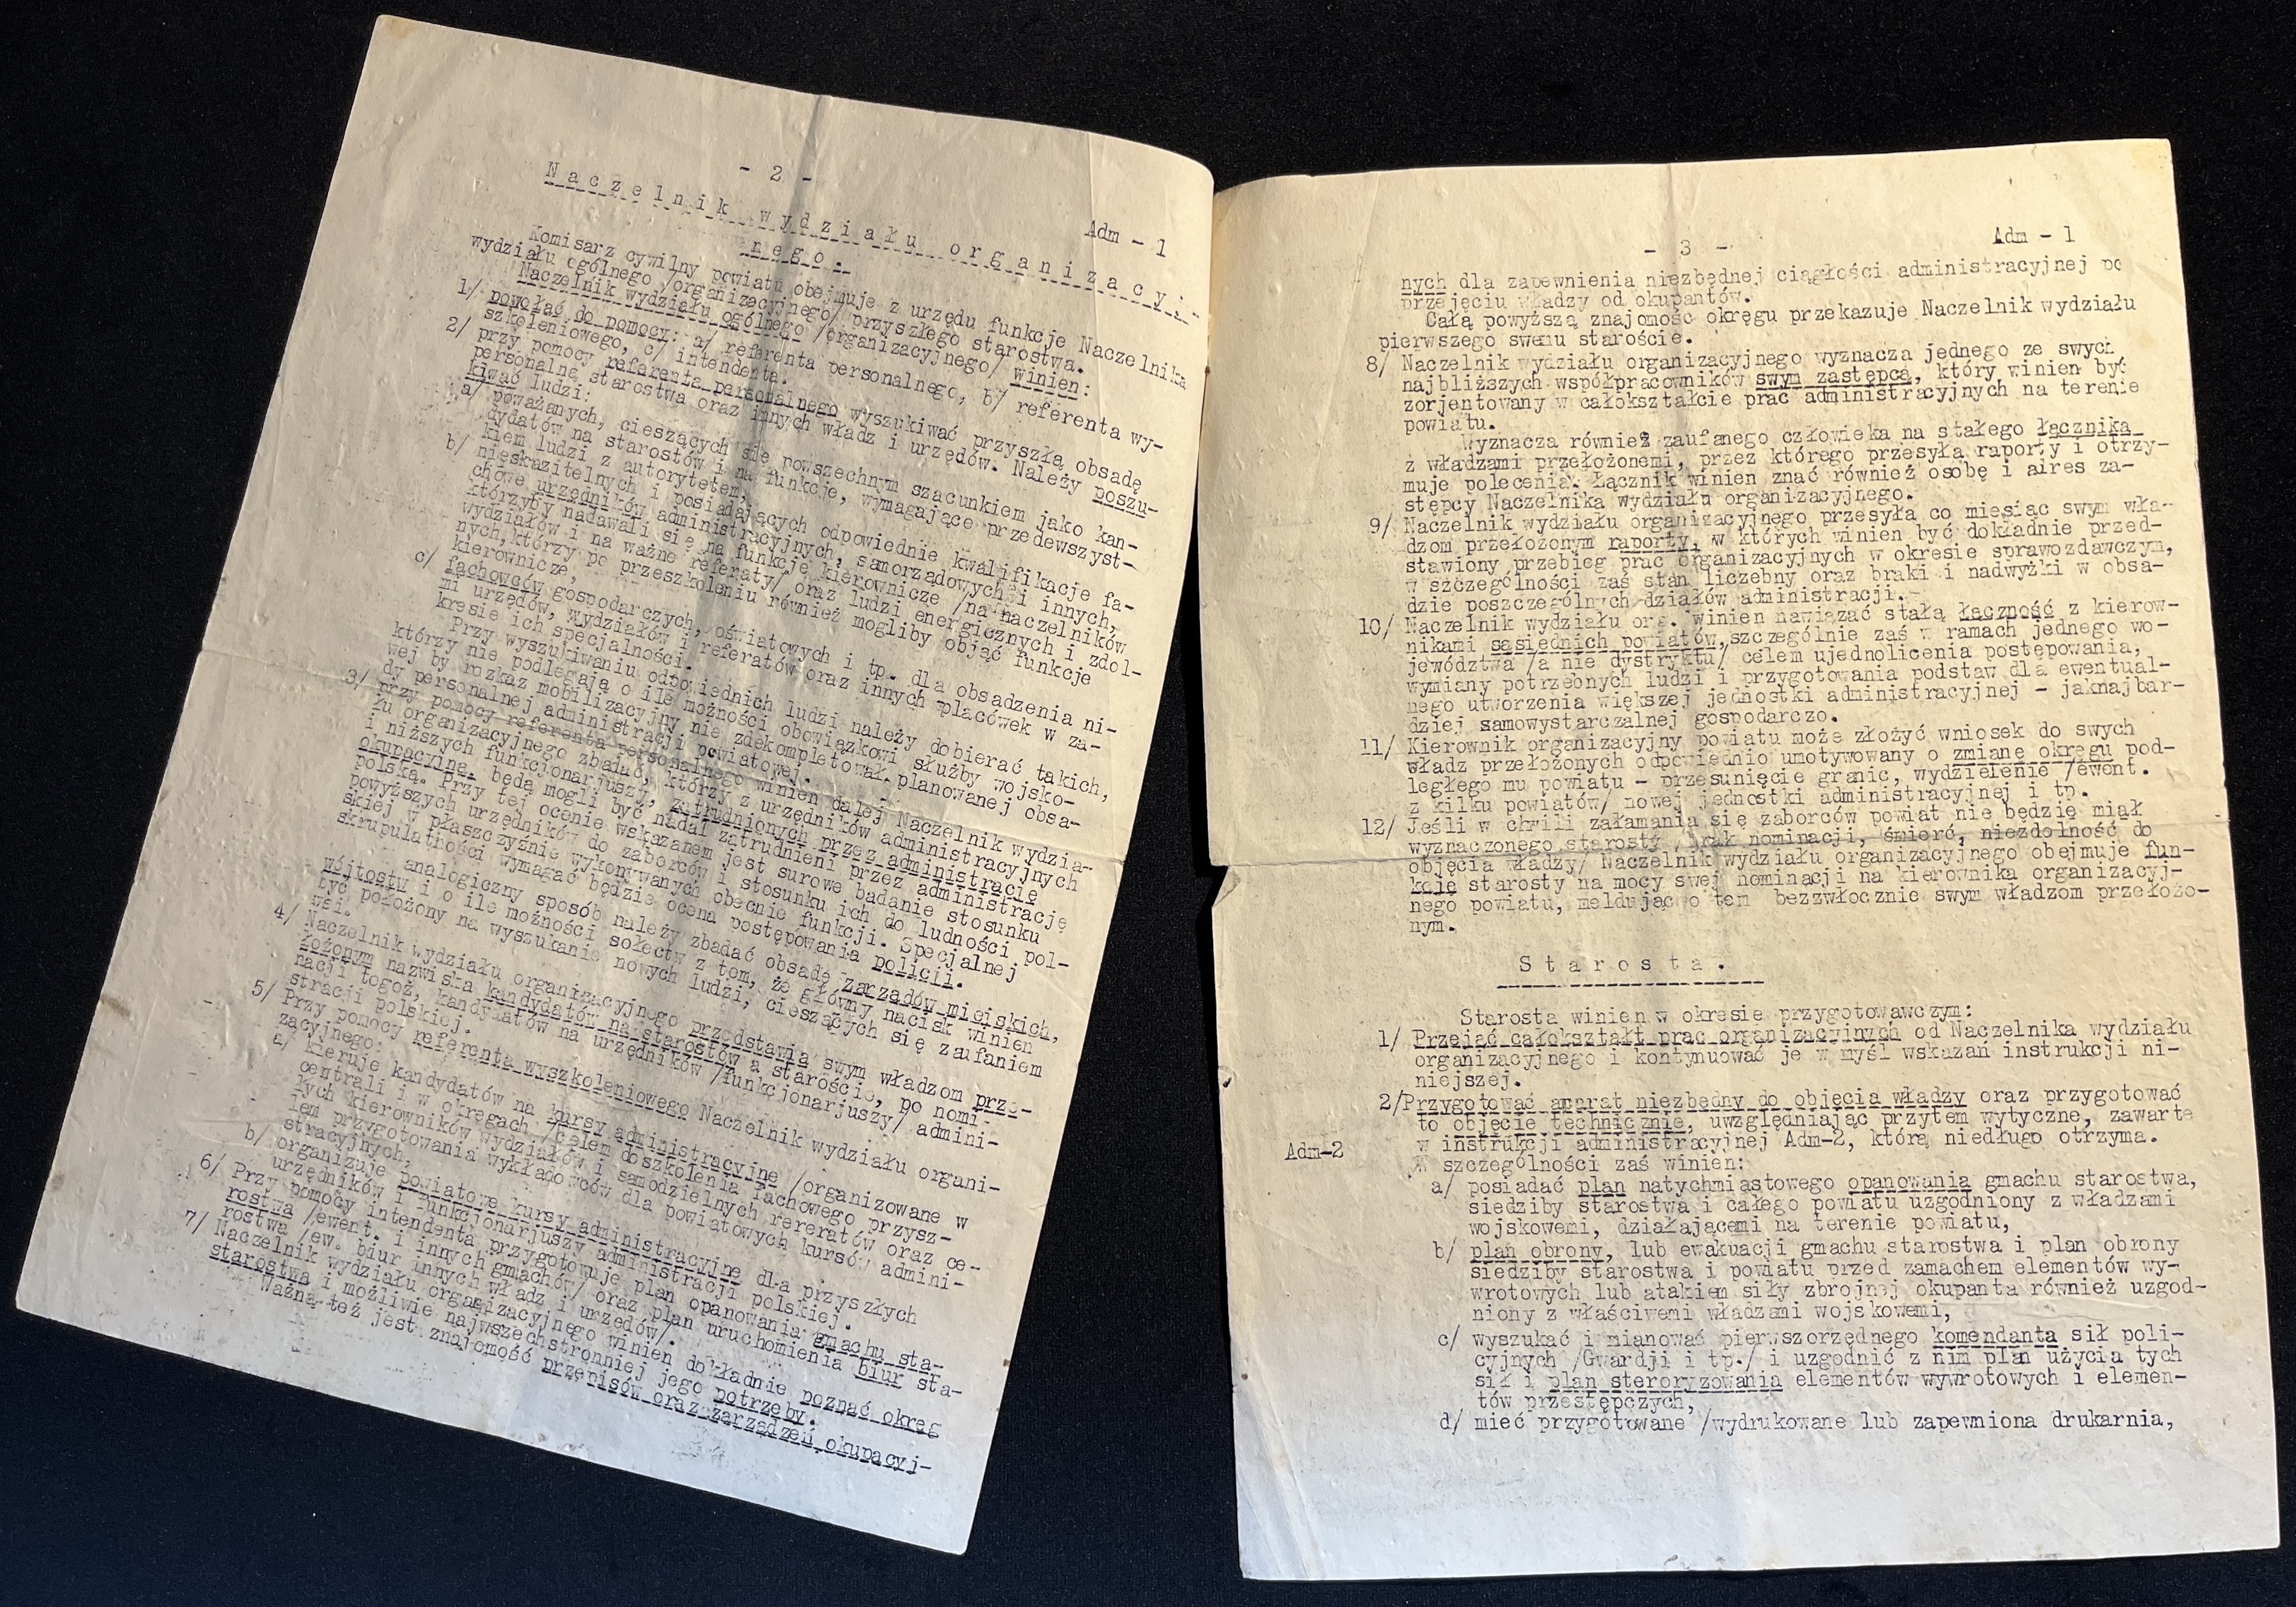 - 2 -
Adm - 1
Naczelnik wydziału organizacyj-
nego.
Komisarz cywilny powiatu obejmuje z urzędu funkcje Naczelnika
wydziału ogólnego /organizacyjnego/ przyszłego starostwa.
Naczelnik wydziału ogólnego /organizacyjnego/ winien:
1/ powołać do pomocy: a/ referenta personalnego, b/ referenta wy-
szkoleniowego, c/ intendenta.
2/ przy pomocy referenta personalnego wyszukiwać przyszłą obsadę
personalną starostwa oraz innych władz i urzędów. Należy poszu-
kiwać ludzi:
a/ poważanych, cieszących się powszechnym szacunkiem jako kan-
dydatów na starostów i na funkcje, wymagające przedewszyst-
kiem ludzi z autorytetem,
b/ nieskazitelnych i posiadających odpowiednie kwalifikacje fa-
chowe urzędników administracyjnych, samorządowych i innych,
którzyby nadawali się na funkcje kierownicze /na naczelników
wydziałów i na ważne referaty/ oraz ludzi energicznych i zdol-
nych, którzy po przeszkoleniu również mogliby objąć funkcje
kierownicze,
c/ fachowców gospodarczych, oświatowych i tp. dla obsadzenia ni-
mi urzędów, wydziałów i referatów oraz innych placówek w za-
kresie ich specjalności.
Przy wyszukiwaniu odpowiednich ludzi należy dobierać takich,
którzy nie podlegają o ile możności obowiązkowi służby wojsko-
wej by rozkaz mobilizacyjny nie zdekompletował planowanej obsa-
dy personalnej administracji powiatowej.
3/ przy pomocy referenta personalnego winien dalej Naczelnik wydzia-
łu organizacyjnego zbadać, którzy z urzędników administracyjnych
i niższych funkcjonarjuszy, zatrudnionych przez administrację
okupacyjną, będą mogli być nadal zatrudnieni przez administrację
polską. Przy tej ocenie wskazanem jest surowe badanie stosunku
powyższych urzędników do zaborców i stosunku ich do ludności pol-
skiej w płaszczyźnie wykonywanych obecnie funkcji. Specjalnej
skrupulatności wymagać będzie ocena postępowania policji.
analogiczny sposób należy zbadać obsadę zarządów miejskich,
wójtostw i o ile możności sołectw z tem, że główny nacisk winien
być położony na wyszukanie nowych ludzi, cieszących się zaufaniem
wsi.
4/ Naczelnik wydziału organizacyjnego przedstawia swym władzom prze-
łożonym nazwiska kandydatów na starostów a staroście, po nomi-
nacji togoż, kandydatów na urzędników /funkcjonarjuszy/ admini-
stracji polskiej.
5/ Przy pomocy referenta wyszkoleniowego Naczelnik wydziału organi-
zacyjnego:
a/ kieruje kandydatów na kursy administracyjne /organizowane w
centrali i w okręgach /celem doszkolenia fachowego przysz-
łych kierowników wydziałów i samodzielnych referatów oraz ce-
lem przygotowania wykładowców dla powiatowych kursów admini-
stracyjnych,
b/ organizuje powiatowe kursy administracyjne dla przyszłych
urzędników i funkcjonarjuszy administracji polskiej.
6/ Przy pomocy intendenta przygotowuje plan opanowania gmachu sta-
rostwa /ewent. i innych gmachów/ oraz plan uruchomienia biur sta-
rostwa /ew. biur innych władz i urzędów/.
7/ Naczelnik wydziału organizacyjnego winien dokładnie poznać okręg
starostwa i możliwie najwszechstronniej jego potrzeby.
Ważną też jest znajomość przepisów oraz zarządzeń okupacyj-
- 3 -
Adm - 1
nych dla zapewnienia niezbędnej ciągłości administracyjnej po
przejęciu władzy od okupantów.
Całą powyższą znajomość okręgu przekazuje Naczelnik wydziału
pierwszego swemu staroście.
8/ Naczelnik wydziału organizacyjnego wyznacza jednego ze swych
najbliższych współpracowników swym zastępcą, który winien być
zorjentowany w całokształcie prac administracyjnych na terenie
powiatu.
Wyznacza również zaufanego człowieka na stałego łącznika
z władzami przełożonemi, przez którego przesyła raporty i otrzy-
muje polecenia. Łącznik winien znać również osobę i adres za-
stępcy Naczelnika wydziału organizacyjnego.
9/ Naczelnik wydziału organizacyjnego przesyła co miesiąc swym wła-
dzom przełożonym raporty, w których winien być dokładnie przed-
stawiony przebieg prac organizacyjnych w okresie sprawozdawczym,
w szczególności zaś stan liczebny oraz braki i nadwyżki w obsa-
dzie poszczególnych działów administracji.-
10/ Naczelnik wydziału org. winien nawiązać stałą łączność z kierow-
nikami sąsiednich powiatów, szczególnie zaś w ramach jednego wo-
jewództwa /a nie dystryktu/ celem ujednolicenia postępowania,
wymiany potrzebnych ludzi i przygotowania podstaw dla ewentual-
nego utworzenia większej jednostki administracyjnej - jaknajbar-
dziej samowystarczalnej gospodarczo.
11/ Kierownik organizacyjny powiatu może złożyć wniosek do swych
władz przełożonych odpowiednio umotywowany o zmianę okręgu pod-
ległego mu powiatu - przesunięcie granic, wydzielenie /ewent.
z kilku powiatów/ nowej jednostki administracyjnej i tp.
12/ Jeśli w chwili załamania się zaborców powiat nie będzie miał
wyznaczonego starosty /brak nominacji, śmierć, niezdolność do
objęcia władzy/ Naczelnik wydziału organizacyjnego obejmuje fun-
kcję starosty na mocy swej nominacji na kierownika organizacyj-
nego powiatu, meldując o tem bezzwłocznie swym władzom przełożo-
nym.
Starosta.
Starosta winien w okresie przygotowawczym:
1/ Przejąć całokształt prac organizacyjnych od Naczelnika wydziału
organizacyjnego i kontynuować je w myśl wskazań instrukcji ni-
niejszej.
2/Przygotować aparat niezbędny do objęcia władzy oraz przygotować
to objęcie technicznie, uwzględniając przytem wytyczne, zawarte
Adm-2 w instrukcji administracyjnej Adm-2, którą niedługo otrzyma.
W szczególności zaś winien:
a/ posiadać plan natychmiastowego opanowania gmachu starostwa,
siedziby starostwa i całego powiatu uzgodniony z władzami
wojskowemi, działającemi na terenie powiatu,
b/ plan obrony, lub ewakuacji gmachu starostwa i plan obrony
siedziby starostwa i powiatu przed zamachem elementów wy-
wrotowych lub atakiem siły zbrojnej okupanta również uzgod-
niony z właściwemi władzami wojskowemi,
c/ wyszukać i mianować pierwszorzędnego komendanta sił poli-
cyjnych /Gwardji i tp./ i uzgodnić z nim plan użycia tych
sił i plan steroryzowania elementów wywrotowych i elemen-
tów przestępczych,
d/ mieć przygotowane /wydrukowane lub zapewniona drukarnia,